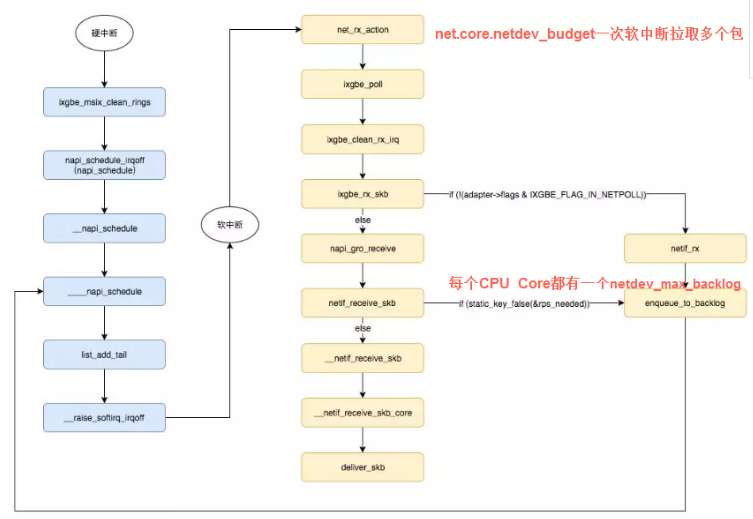 硬中断
ixgbe_msix_clean_rings
napi_schedule_irqoff
(napi_schedule)
__napi_schedule
____napi_schedule
list_add_tail
__raise_softirq_irqoff
软中断
net_rx_action
net.core.netdev_budget一次软中断拉取多个包
ixgbe_poll
ixgbe_clean_rx_irq
ixgbe_rx_skb
if (!(adapter->flags & IXGBE_FLAG_IN_NETPOLL))
else
napi_gro_receive
netif_rx
每个CPU Core都有一个netdev_max_backlog
netif_receive_skb
if (static_key_false(&rps_needed))
enqueue_to_backlog
else
__netif_receive_skb
__netif_receive_skb_core
deliver_skb